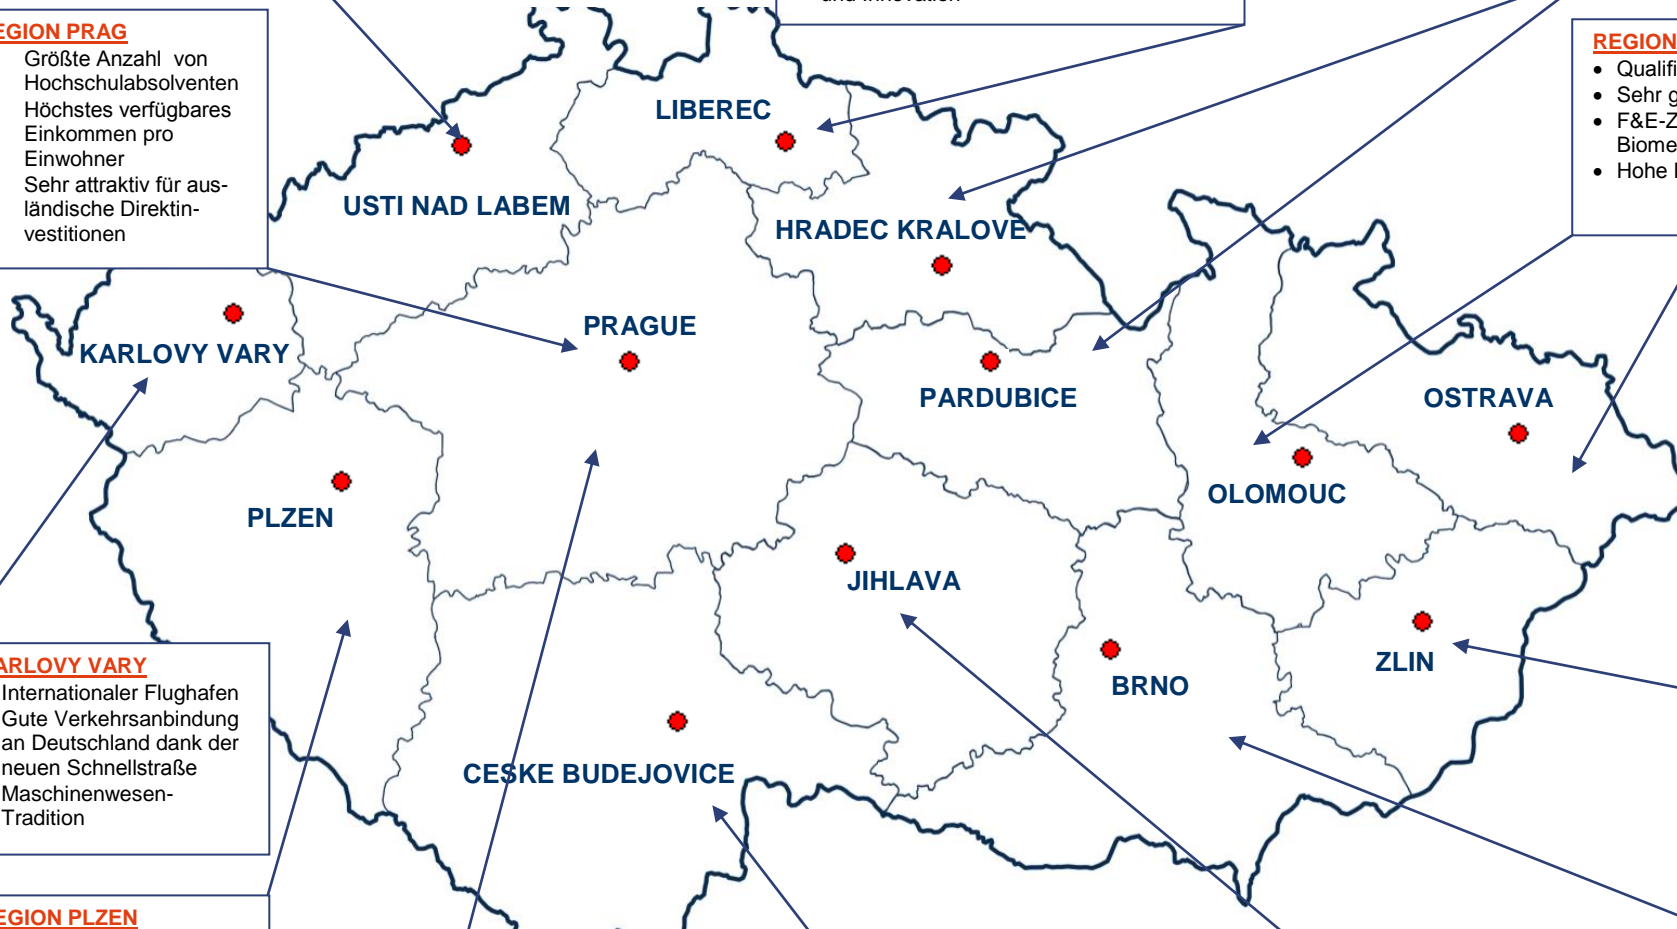 und Innovation
EGION PRAG
Größte Anzahl von
Hochschulabsolventen
Höchstes verfügbares
Einkommen pro
Einwohner
Sehr attraktiv für aus-
ländische Direktin-
vestitionen
REGION
• Qualifi
• Sehr g
• F&E-Z
Biome
• Hohe
LIBEREC
USTI NAD LABEM
HRADEC KRALOVE
PRAGUE
KARLOVY VARY
PARDUBICE
OSTRAVA
OLOMOUC
PLZEN
JIHLAVA
ZLIN
BRNO
CESKE BUDEJOVICE
ARLOVY VARY
Internationaler Flughafen
Gute Verkehrsanbindung
an Deutschland dank der
neuen Schnellstraße
Maschinenwesen-
Tradition
EGION PLZEN